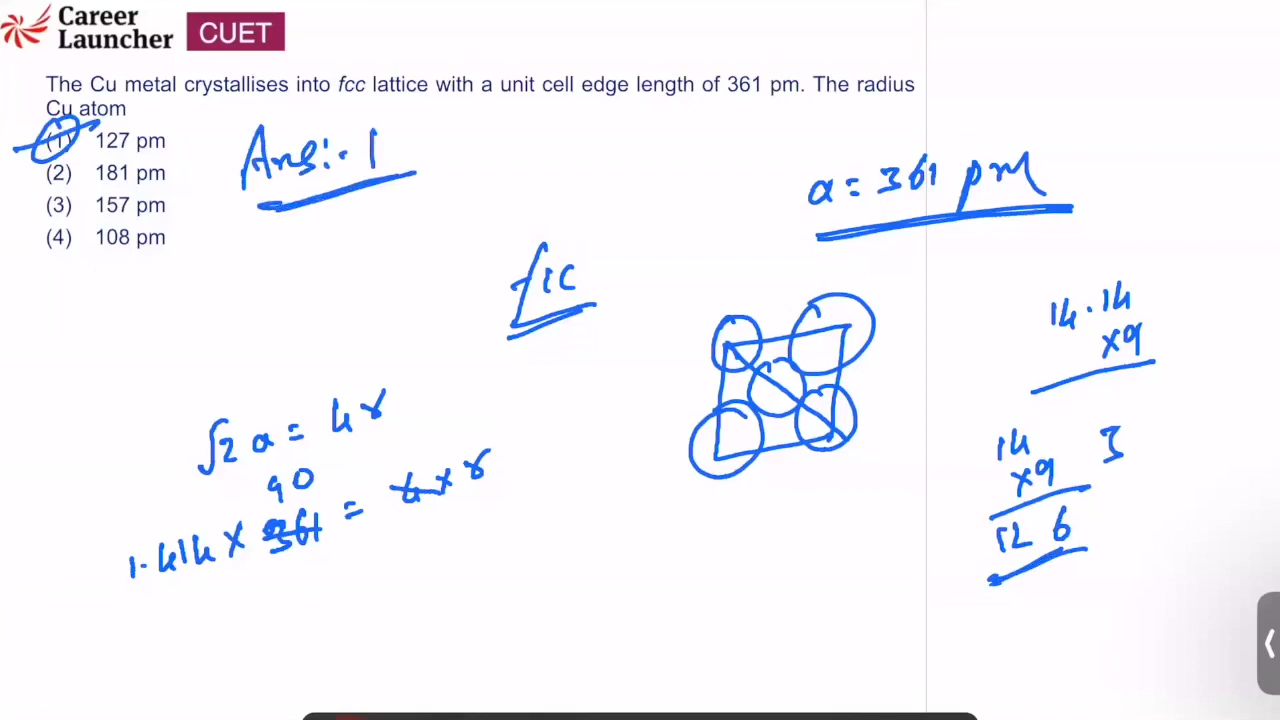 Career
Launcher
CUET
The Cu metal crystallises into fcc lattice with a unit cell edge length of 361 pm. The radius
Cu atom
(1) 127 pm
(2) 181 pm
(3) 157 pm
(4) 108 pm
Ans:- 1
a = 361 pm
fcc
14.14
x9
√2 a = 4r
90
1.414 x 361 = 4 x r
14 3
x9
126